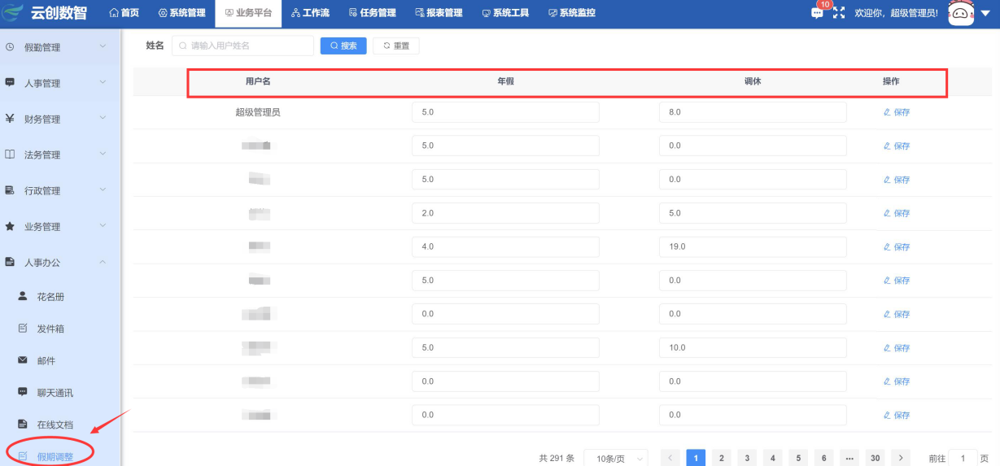 云创数智 首页 系统管理 业务平台 工作流 任务管理 报表管理 系统工具 系统监控 10 欢迎你，超级管理员!
假勤管理
人事管理
财务管理
法务管理
行政管理
业务管理
人事办公
花名册
发件箱
邮件
聊天通讯
在线文档
假期调整
姓名 请输入用户姓名 搜索 重置
用户名 年假 调休 操作
超级管理员 5.0 8.0 保存
5.0 0.0 保存
5.0 0.0 保存
2.0 5.0 保存
4.0 19.0 保存
5.0 0.0 保存
0.0 0.0 保存
5.0 10.0 保存
0.0 0.0 保存
0.0 0.0 保存
共 291 条 10条/页 < 1 2 3 4 5 6 ··· 30 > 前往 1 页